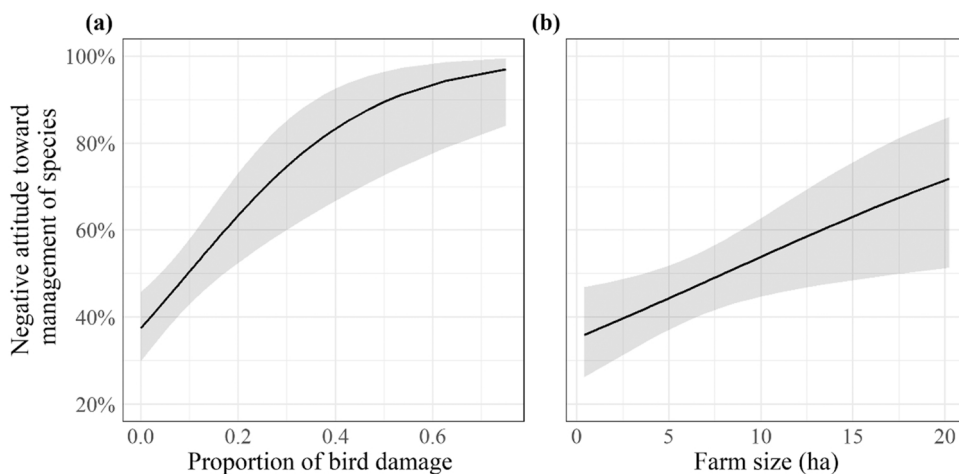 (a)
(b)
Negative attitude toward
management of species
100%
80%
60%
40%
20%
0.0 0.2 0.4 0.6
Proportion of bird damage
0 5 10 15 20
Farm size (ha)